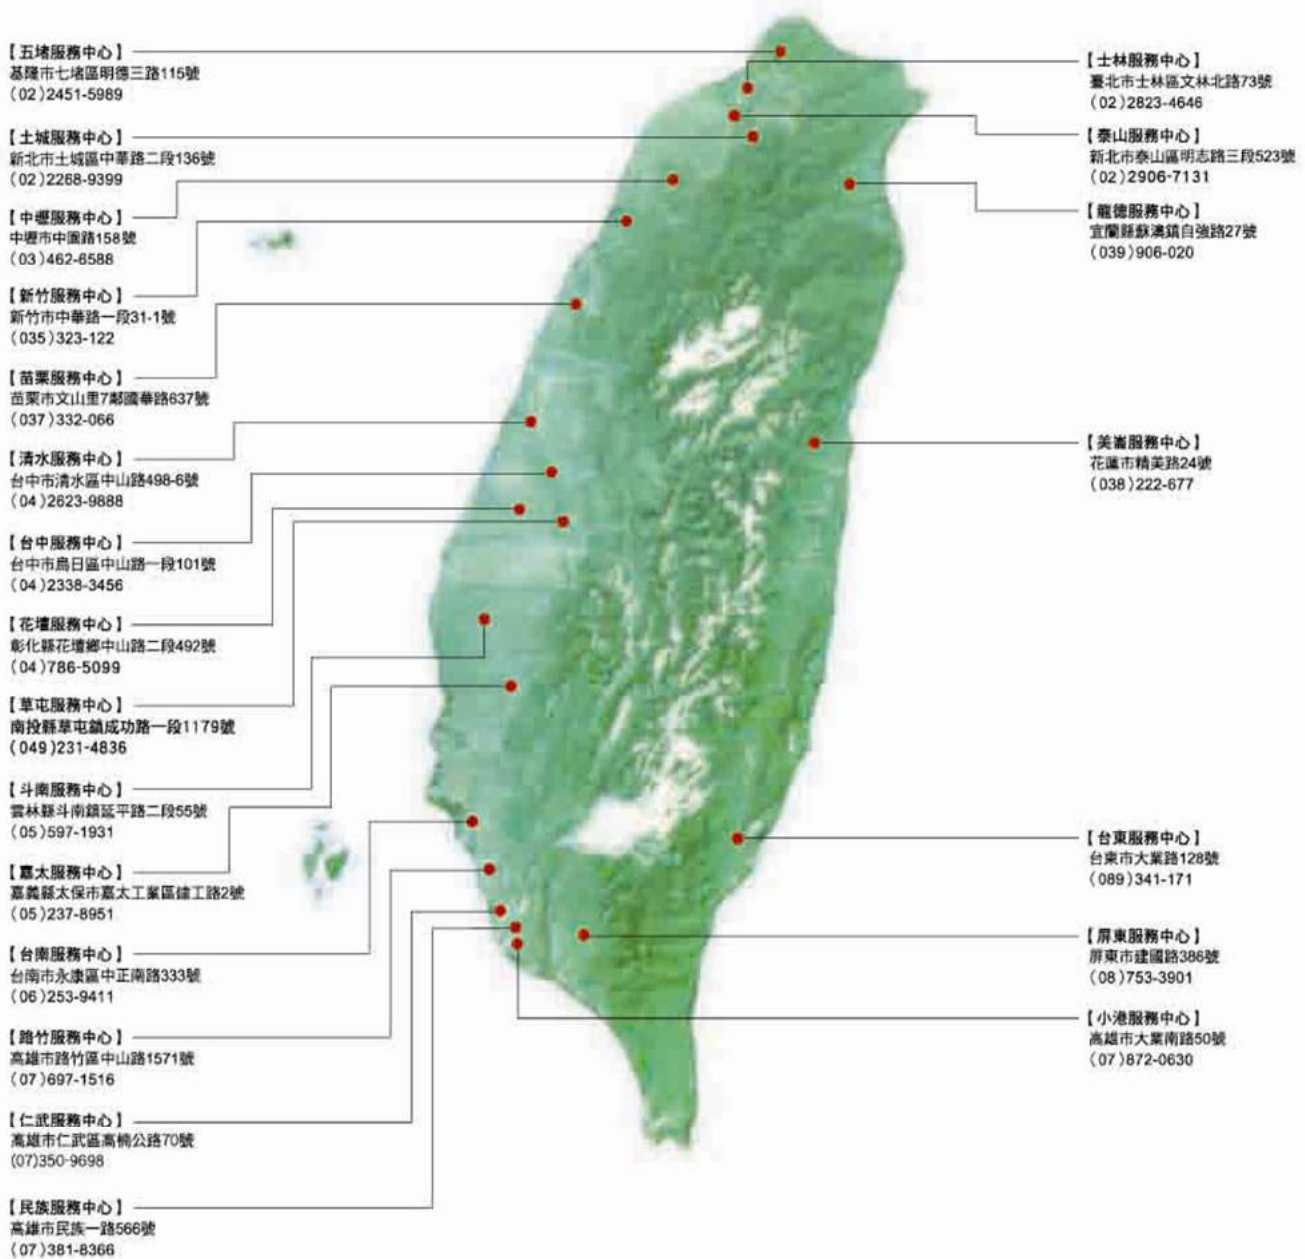 【五堵服務中心】
基隆市七堵區明德三路115號
(02)2451-5989
【土城服務中心】
新北市土城區中華路二段136號
(02)2268-9399
【中壢服務中心】
中壢市中園路158號
(03)462-6588
【新竹服務中心】
新竹市中華路一段31-1號
(035)323-122
【苗栗服務中心】
苗栗市文山里7鄰國華路637號
(037)332-066
【清水服務中心】
台中市清水區中山路498-6號
(04)2623-9888
【台中服務中心】
台中市烏日區中山路一段101號
(04)2338-3456
【花壇服務中心】
彰化縣花壇鄉中山路二段492號
(04)786-5099
【草屯服務中心】
南投縣草屯鎮成功路一段1179號
(049)231-4836
【斗南服務中心】
雲林縣斗南鎮延平路二段55號
(05)597-1931
【嘉太服務中心】
嘉義縣太保市嘉太工業區鏈工路2號
(05)237-8951
【台南服務中心】
台南市永康區中正南路333號
(06)253-9411
【路竹服務中心】
高雄市路竹區中山路1571號
(07)697-1516
【仁武服務中心】
高雄市仁武區高楠公路70號
(07)350-9698
【民族服務中心】
高雄市民族一路566號
(07)381-8366
【士林服務中心】
臺北市士林區文林北路73號
(02)2823-4646
【泰山服務中心】
新北市泰山區明志路三段523號
(02)2906-7131
【龍德服務中心】
宜蘭縣蘇澳鎮自強路27號
(039)906-020
【美崙服務中心】
花蓮市精美路24號
(038)222-677
【台東服務中心】
台東市大業路128號
(089)341-171
【屏東服務中心】
屏東市建國路386號
(08)753-3901
【小港服務中心】
高雄市大業南路50號
(07)872-0630